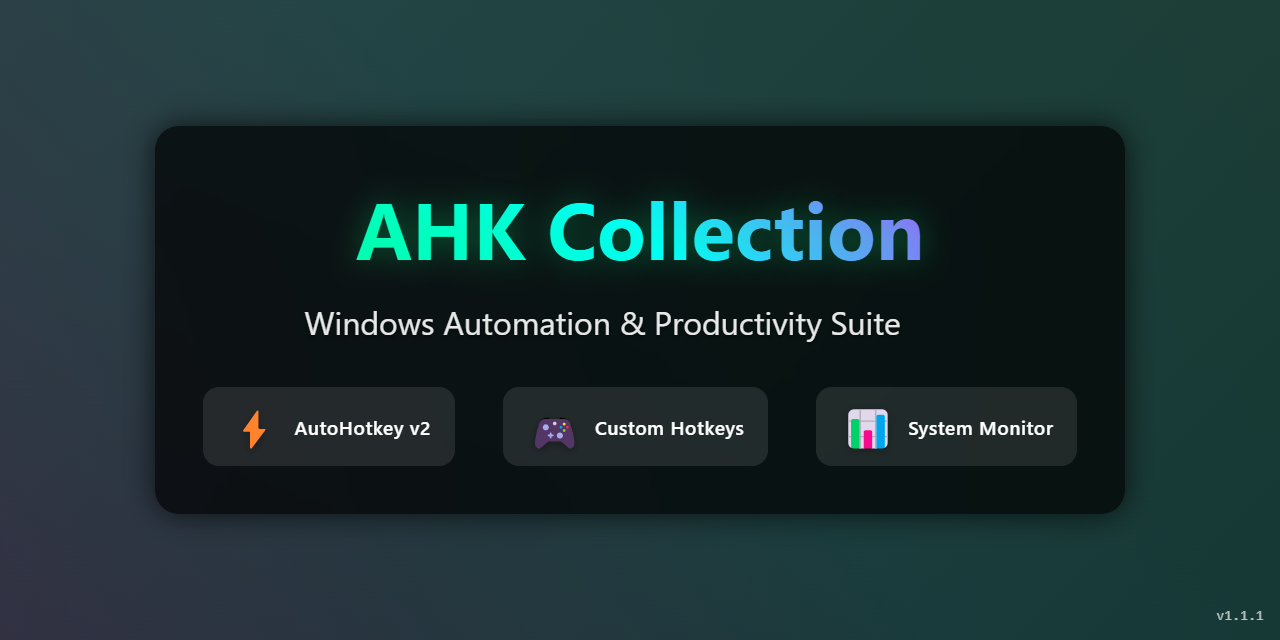 AHK Collection
Windows Automation & Productivity Suite
AutoHotkey v2
Custom Hotkeys
System Monitor
v1.1.1